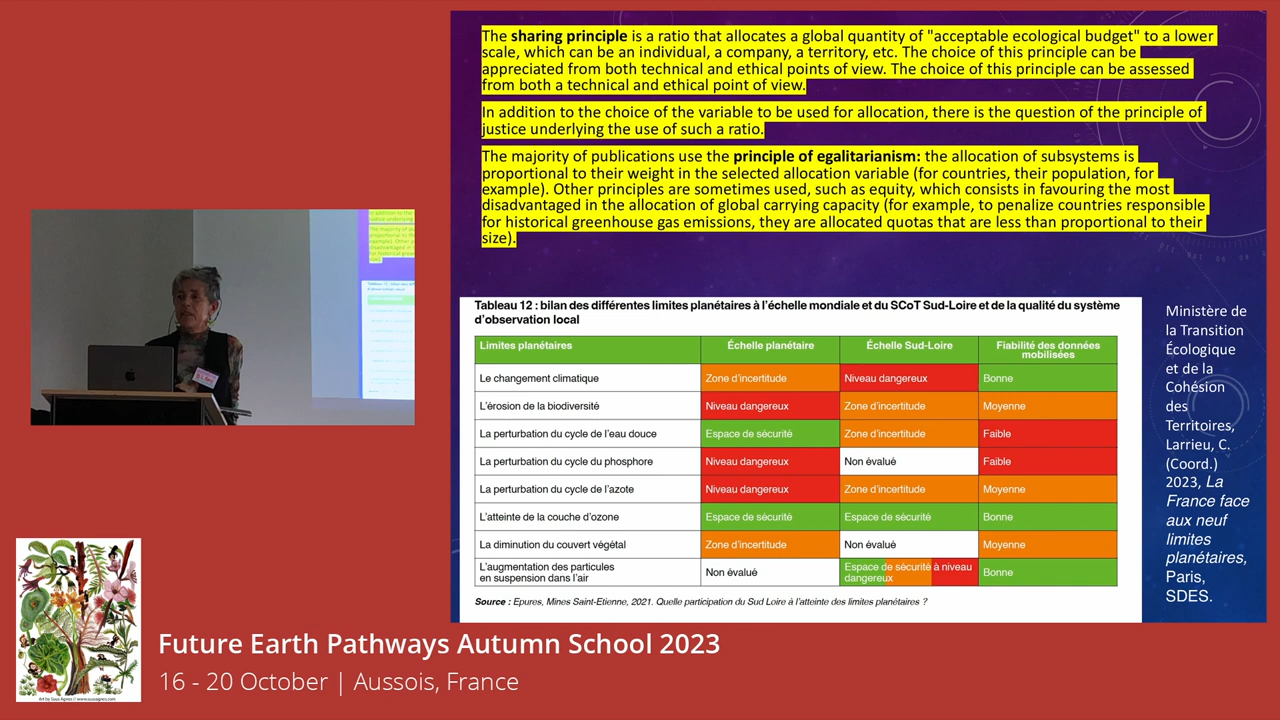 The sharing principle is a ratio that allocates a global quantity of "acceptable ecological budget" to a lower
scale, which can be an individual, a company, a territory, etc. The choice of this principle can be
appreciated from both technical and ethical points of view. The choice of this principle can be assessed
from both a technical and ethical point of view.
In addition to the choice of the variable to be used for allocation, there is the question of the principle of
justice underlying the use of such a ratio.
The majority of publications use the principle of egalitarianism: the allocation of subsystems is
proportional to their weight in the selected allocation variable (for countries, their population, for
example). Other principles are sometimes used, such as equity, which consists in favouring the most
disadvantaged in the allocation of global carrying capacity (for example, to penalize countries responsible
for historical greenhouse gas emissions, they are allocated quotas that are less than proportional to their
size).
Tableau 12 : bilan des différentes limites planétaires à l'échelle mondiale et du SCoT Sud-Loire et de la qualité du système
d'observation local
Limites planétaires Échelle planétaire Échelle Sud-Loire Fiabilité des données
mobilisées
Le changement climatique Zone d'incertitude Niveau dangereux Bonne
L'érosion de la biodiversité Niveau dangereux Zone d'incertitude Moyenne
La perturbation du cycle de l'eau douce Espace de sécurité Zone d'incertitude Faible
La perturbation du cycle du phosphore Niveau dangereux Non évalué Faible
La perturbation du cycle de l'azote Niveau dangereux Zone d'incertitude Moyenne
L'atteinte de la couche d'ozone Espace de sécurité Espace de sécurité Bonne
La diminution du couvert végétal Zone d'incertitude Non évalué Moyenne
L'augmentation des particules
en suspension dans l'air Non évalué Espace de sécurité à niveau
dangereux Bonne
Source : Epures, Mines Saint-Etienne, 2021. Quelle participation du Sud Loire à l'atteinte des limites planétaires ?
Ministère de
la Transition
Écologique
et de la
Cohésion
des
Territoires,
Larrieu, C.
(Coord.)
2023, La
France face
aux neuf
limites
planétaires,
Paris,
SDES.
Future Earth Pathways Autumn School 2023
16 - 20 October | Aussois, France